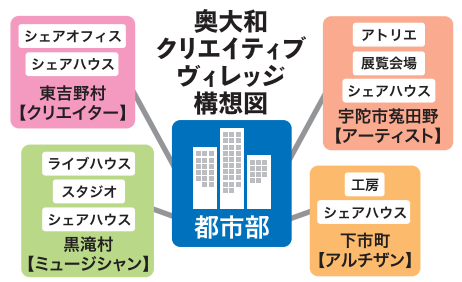 奥大和
クリエイティブ
ヴィレッジ
構想図
シェアオフィス
シェアハウス
東吉野村
【クリエイター】
アトリエ
展覧会場
シェアハウス
宇陀市菟田野
【アーティスト】
ライブハウス
スタジオ
シェアハウス
黒滝村
【ミュージシャン】
都市部
工房
シェアハウス
下市町
【アルチザン】